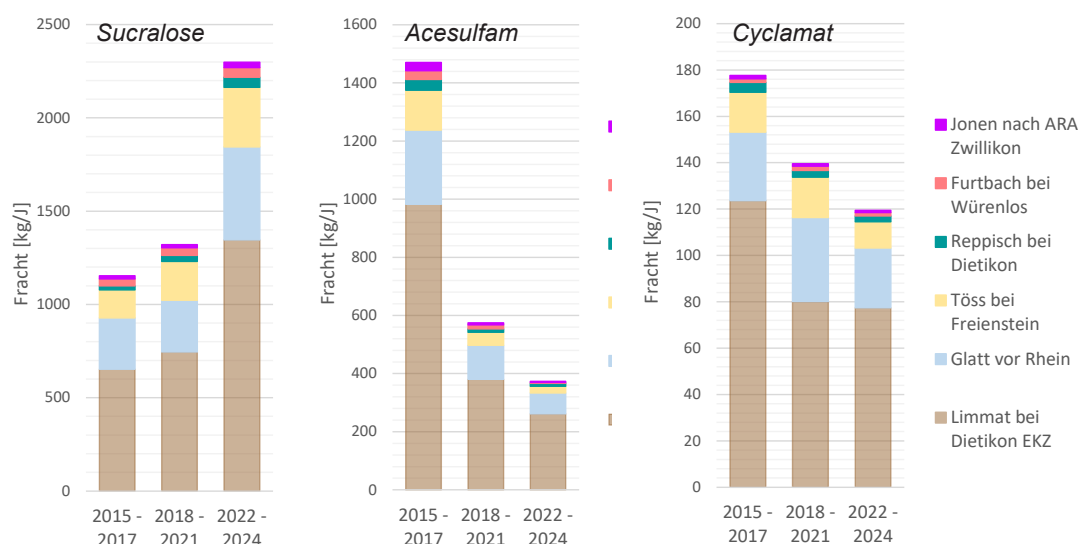 Sucralose
Fracht [kg/J]
2500
2000
1500
1000
500
0
2015 -
2017
2018 -
2021
2022 -
2024
Acesulfam
Fracht [kg/J]
1600
1400
1200
1000
800
600
400
200
0
2015 -
2017
2018 -
2021
2022 -
2024
Cyclamat
Fracht [kg/J]
200
180
160
140
120
100
80
60
40
20
0
2015 -
2017
2018 -
2021
2022 -
2024
Jonen nach ARA
Zwillikon
Furtbach bei
Würenlos
Reppisch bei
Dietikon
Töss bei
Freienstein
Glatt vor Rhein
Limmat bei
Dietikon EKZ